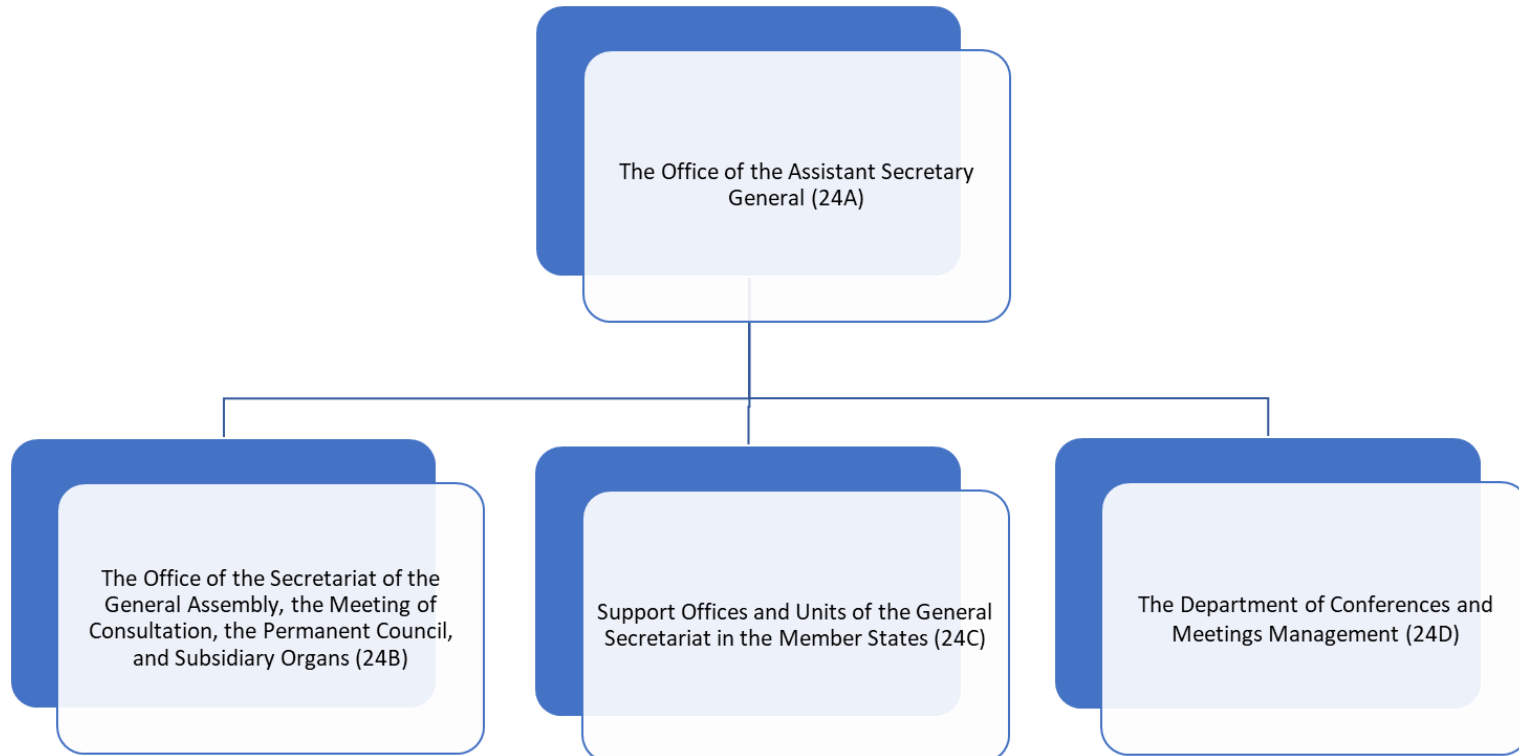 The Office of the Assistant Secretary
General (24A)
The Office of the Secretariat of the
General Assembly, the Meeting of
Consultation, the Permanent Council,
and Subsidiary Organs (24B)
Support Offices and Units of the General
Secretariat in the Member States (24C)
The Department of Conferences and
Meetings Management (24D)